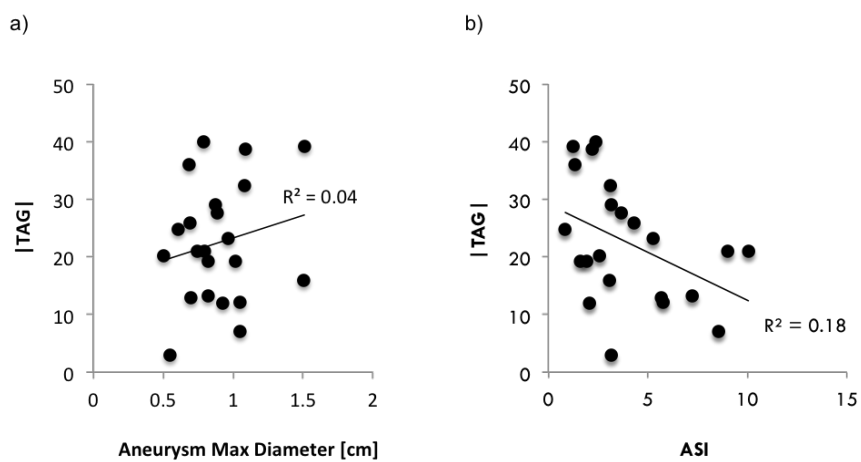 a)
50
40
30
20
10
0
|TAG|
R² = 0.04
0 0.5 1 1.5 2
Aneurysm Max Diameter [cm]
b)
50
40
30
20
10
0
|TAG|
R² = 0.18
0 5 10 15
ASI